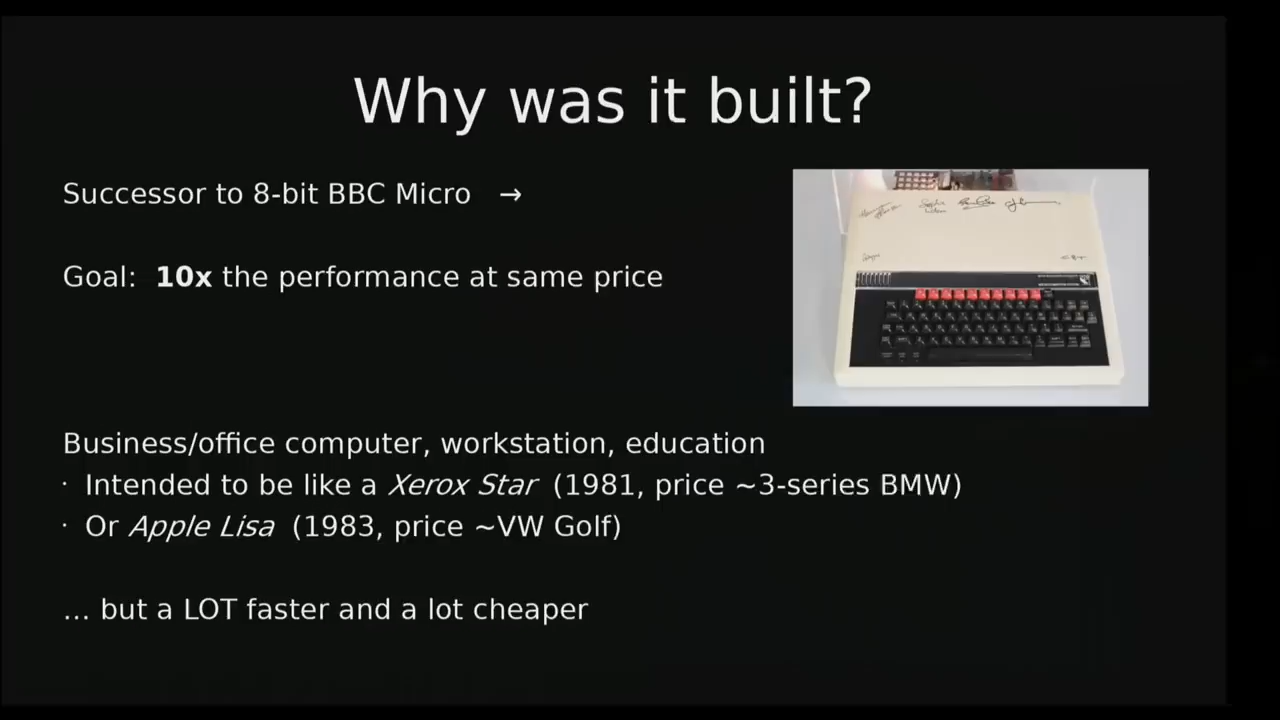 Why was it built?
Successor to 8-bit BBC Micro →
Goal: 10x the performance at same price
Business/office computer, workstation, education
· Intended to be like a Xerox Star (1981, price ~3-series BMW)
· Or Apple Lisa (1983, price ~VW Golf)
... but a LOT faster and a lot cheaper